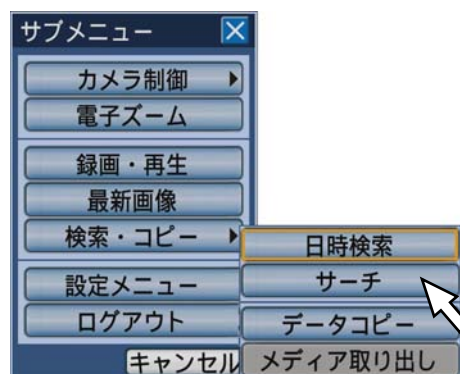 サブメニュー
カメラ制御
電子ズーム
録画・再生
最新画像
検索・コピー
設定メニュー
ログアウト
キャンセル
日時検索
サーチ
データコピー
メディア取り出し